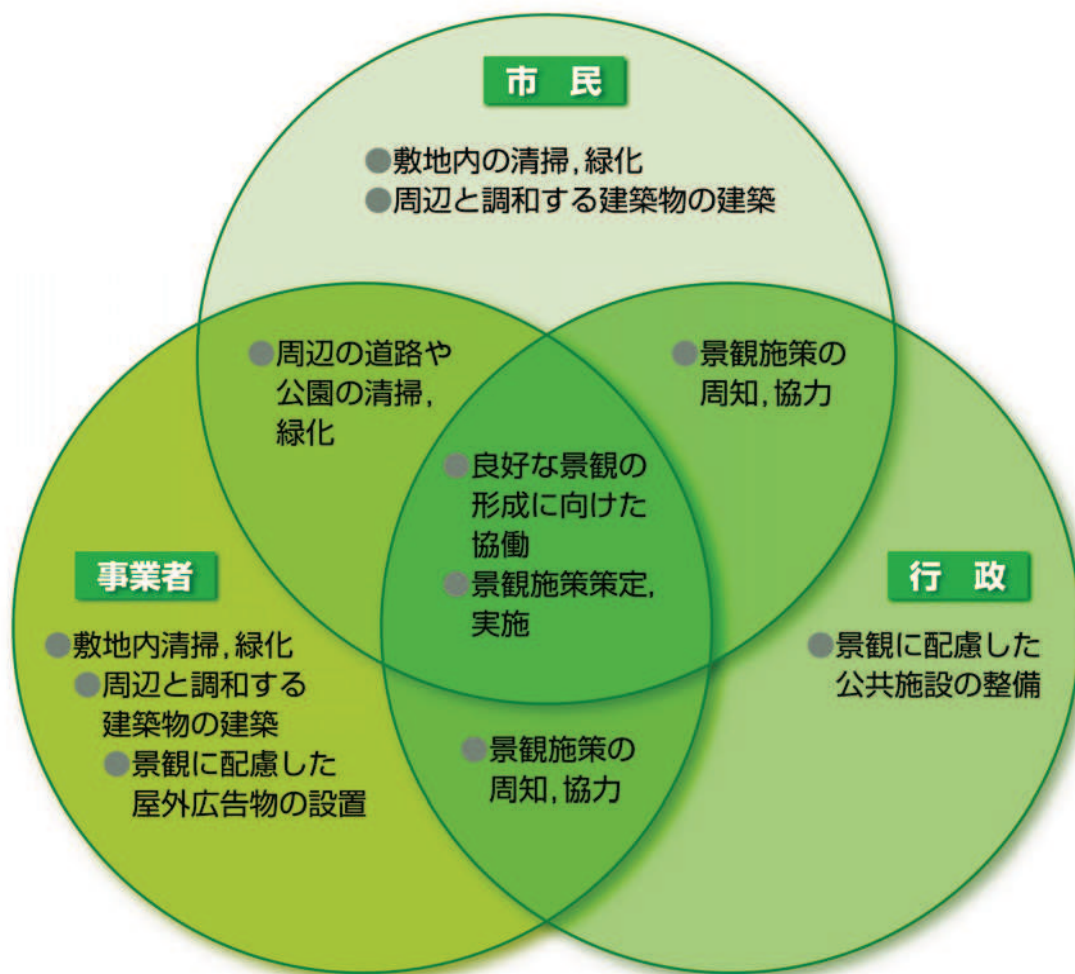 市 民
●敷地内の清掃,緑化
●周辺と調和する建築物の建築
●周辺の道路や
公園の清掃,
緑化
●景観施策の
周知,協力
●良好な景観の
形成に向けた
協働
●景観施策策定,
実施
事業者
●敷地内清掃,緑化
●周辺と調和する
建築物の建築
●景観に配慮した
屋外広告物の設置
行 政
●景観に配慮した
公共施設の整備
●景観施策の
周知,協力